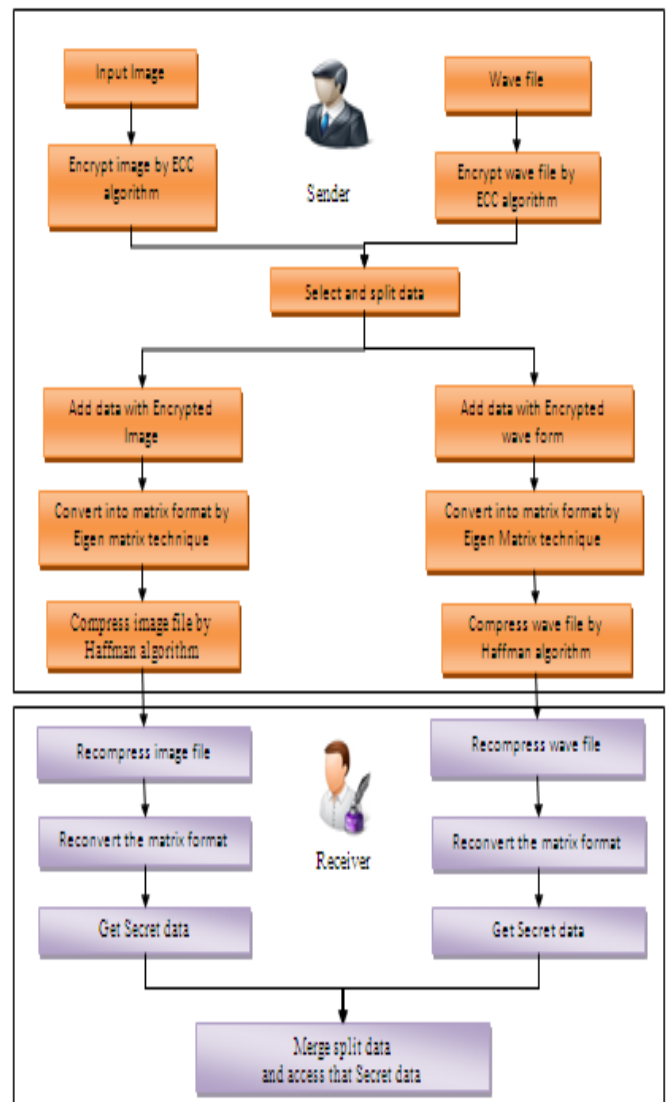 Input Image
Wave file
Encrypt image by ECC
algorithm
Encrypt wave file by
ECC algorithm
Sender
Select and split data
Add data with Encrypted
Image
Add data with Encrypted
wave form
Convert into matrix format by
Eigen matrix technique
Convert into matrix format by
Eigen Matrix technique
Compress image file by
Haffman algorithm
Compress wave file by
Haffman algorithm
Recompress image file
Recompress wave file
Reconvert the matrix format
Reconvert the matrix format
Receiver
Get Secret data
Get Secret data
Merge split data
and access that Secret data